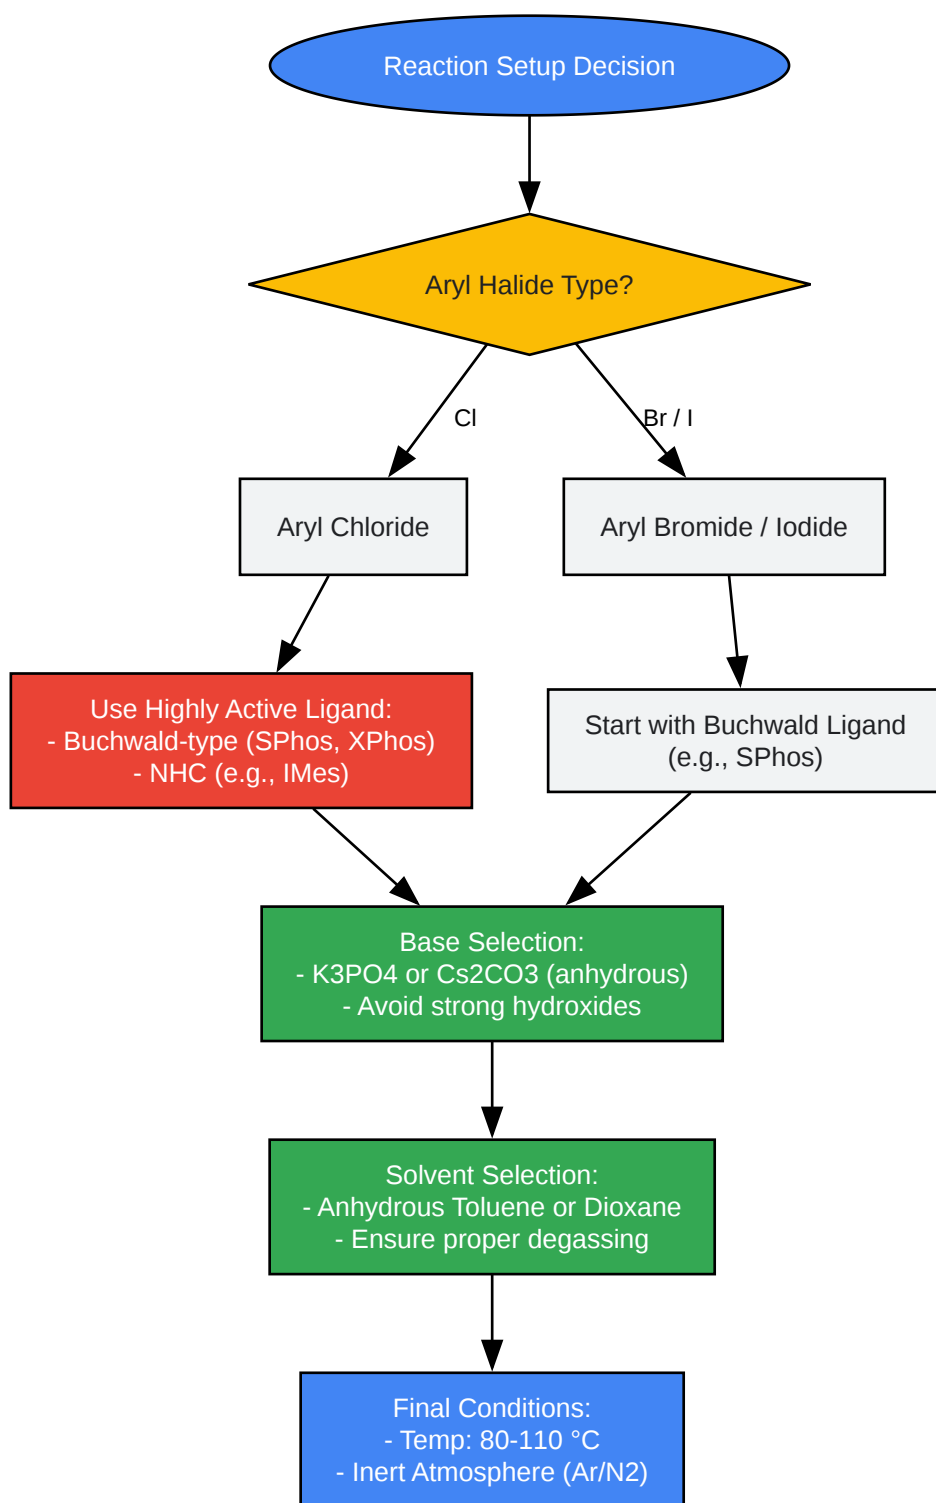 Reaction Setup Decision
Aryl Halide Type?
Cl
Br / I
Aryl Chloride
Aryl Bromide / Iodide
Use Highly Active Ligand:
- Buchwald-type (SPhos, XPhos)
- NHC (e.g., IMes)
Start with Buchwald Ligand
(e.g., SPhos)
Base Selection:
- K3PO4 or Cs2CO3 (anhydrous)
- Avoid strong hydroxides
Solvent Selection:
- Anhydrous Toluene or Dioxane
- Ensure proper degassing
Final Conditions:
- Temp: 80-110 °C
- Inert Atmosphere (Ar/N2)